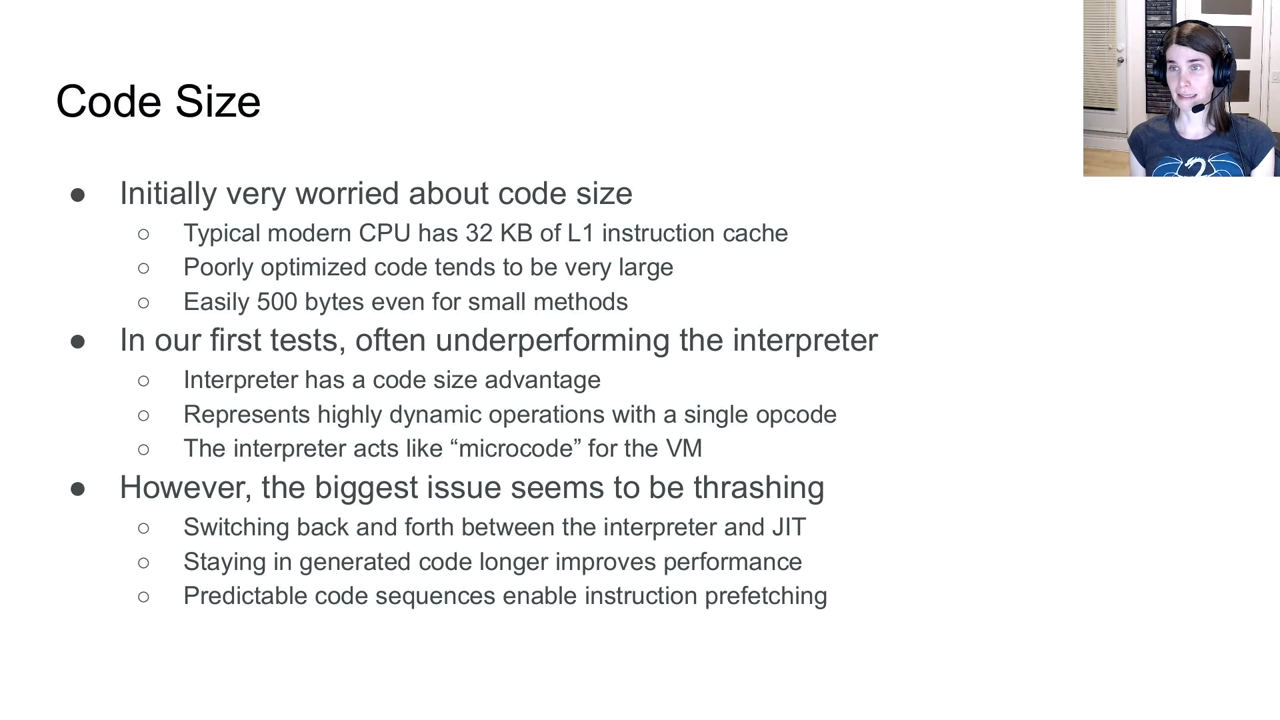 Code Size
● Initially very worried about code size
○ Typical modern CPU has 32 KB of L1 instruction cache
○ Poorly optimized code tends to be very large
○ Easily 500 bytes even for small methods
● In our first tests, often underperforming the interpreter
○ Interpreter has a code size advantage
○ Represents highly dynamic operations with a single opcode
○ The interpreter acts like “microcode” for the VM
● However, the biggest issue seems to be thrashing
○ Switching back and forth between the interpreter and JIT
○ Staying in generated code longer improves performance
○ Predictable code sequences enable instruction prefetching